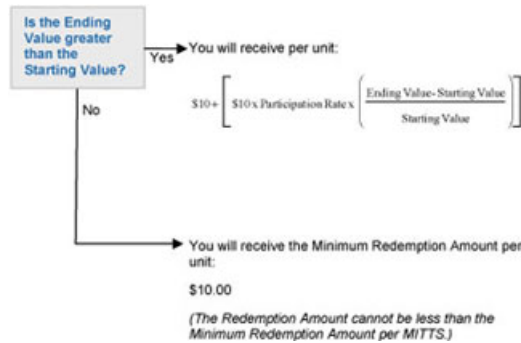 Is the Ending
Value greater
than the
Starting Value?
Yes
You will receive per unit:
$10+ [ $10 x Participation Rate x ( Ending Value- Starting Value
Starting Value ) ]
No
You will receive the Minimum Redemption Amount per
unit:
$10.00
(The Redemption Amount cannot be less than the
Minimum Redemption Amount per MITTS.)